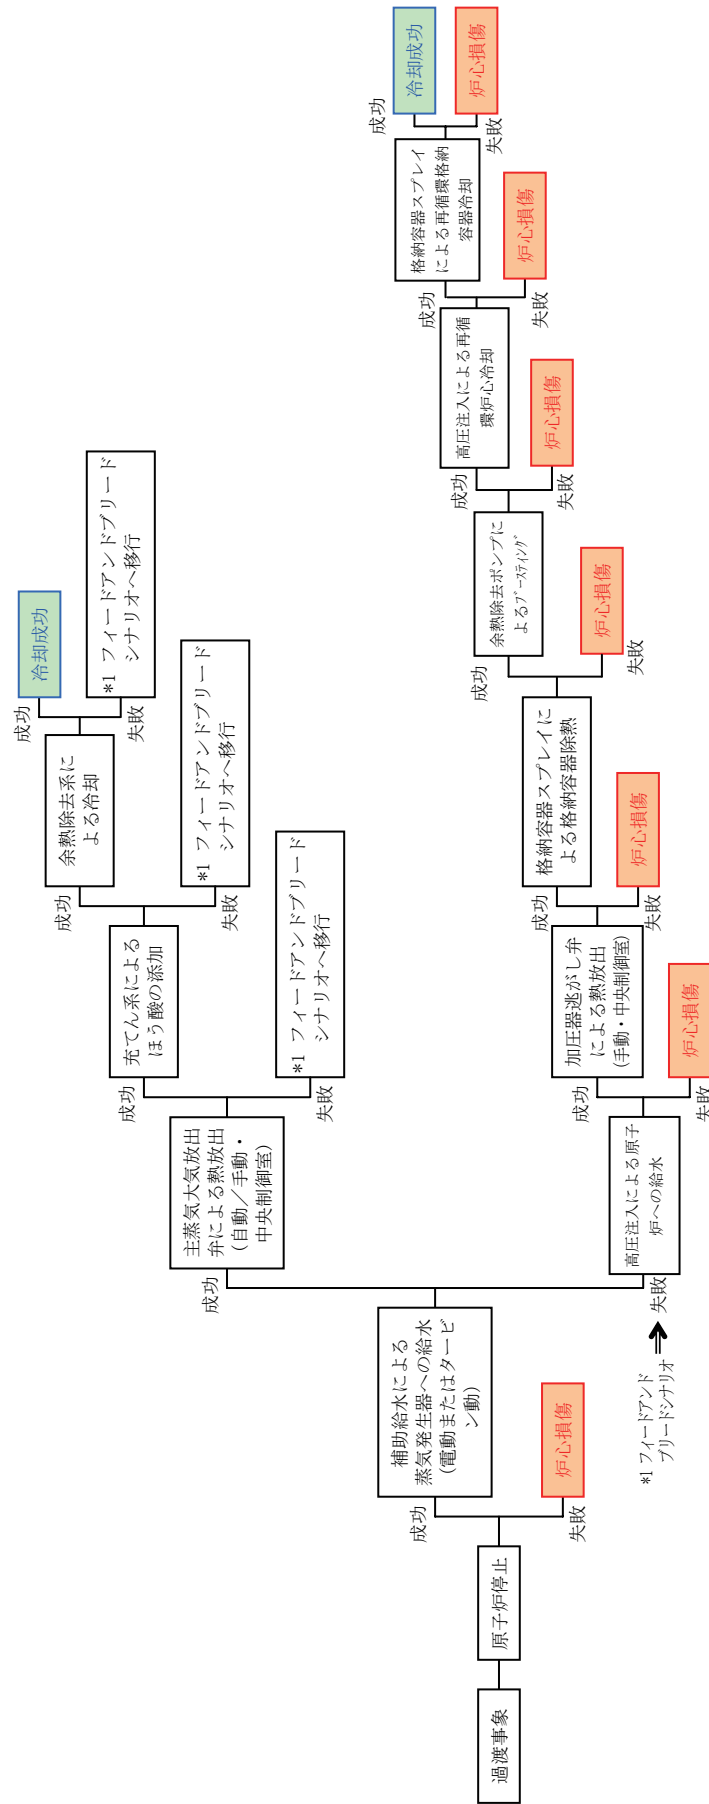 過渡事象
原子炉停止
成功
失敗
炉心損傷
補助給水による
蒸気発生器への給水
(電動またはタービ
ン動)
成功
失敗
主蒸気大気放出
弁による熱放出
(自動／手動・
中央制御室)
成功
失敗
*1 フィードアンドブリード
シナリオへ移行
充てん系による
ほう酸の添加
成功
失敗
*1 フィードアンドブリード
シナリオへ移行
余熱除去系に
よる冷却
成功
失敗
冷却成功
*1 フィードアンドブリード
シナリオへ移行
*1 フィードアンド
ブリードシナリオ
⇒
高圧注入による原子
炉への給水
成功
失敗
炉心損傷
加圧器逃がし弁
による熱放出
(手動・中央制御室)
成功
失敗
炉心損傷
格納容器スプレイに
よる格納容器除熱
成功
失敗
炉心損傷
余熱除去ポンプに
よるブースティング
成功
失敗
炉心損傷
高圧注入による再循
環炉心冷却
成功
失敗
炉心損傷
格納容器スプレイ
による再循環格納
容器冷却
成功
失敗
冷却成功
炉心損傷